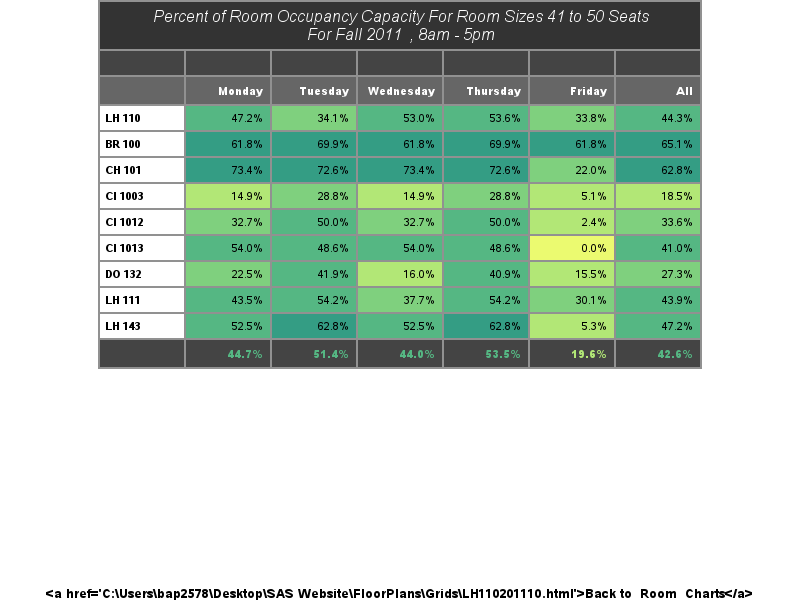 Percent of Room Occupancy Capacity For Room Sizes 41 to 50 Seats
For Fall 2011 , 8am - 5pm
Monday Tuesday Wednesday Thursday Friday All
LH 110 47.2% 34.1% 53.0% 53.6% 33.8% 44.3%
BR 100 61.8% 69.9% 61.8% 69.9% 61.8% 65.1%
CH 101 73.4% 72.6% 73.4% 72.6% 22.0% 62.8%
CI 1003 14.9% 28.8% 14.9% 28.8% 5.1% 18.5%
CI 1012 32.7% 50.0% 32.7% 50.0% 2.4% 33.6%
CI 1013 54.0% 48.6% 54.0% 48.6% 0.0% 41.0%
DO 132 22.5% 41.9% 16.0% 40.9% 15.5% 27.3%
LH 111 43.5% 54.2% 37.7% 54.2% 30.1% 43.9%
LH 143 52.5% 62.8% 52.5% 62.8% 5.3% 47.2%
44.7% 51.4% 44.0% 53.5% 19.6% 42.6%
<a href='C:\Users\bap2578\Desktop\SAS Website\FloorPlans\Grids\LH110201110.html'>Back to Room Charts</a>